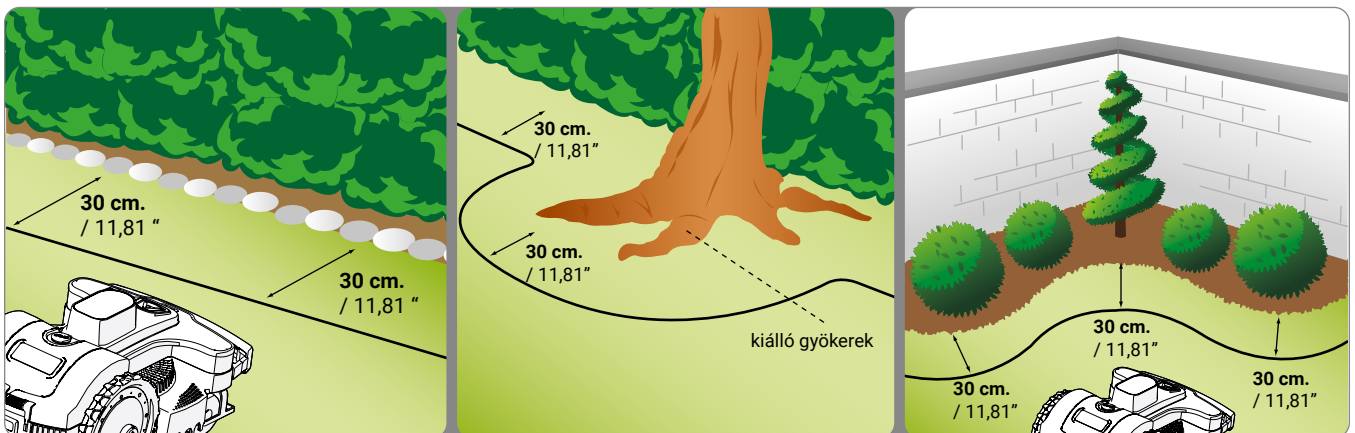 30 cm.
/ 11,81 “
30 cm.
/ 11,81 “
30 cm.
/ 11,81”
30 cm.
/ 11,81”
kiálló gyökerek
30 cm.
/ 11,81”
30 cm.
/ 11,81”
30 cm.
/ 11,81”